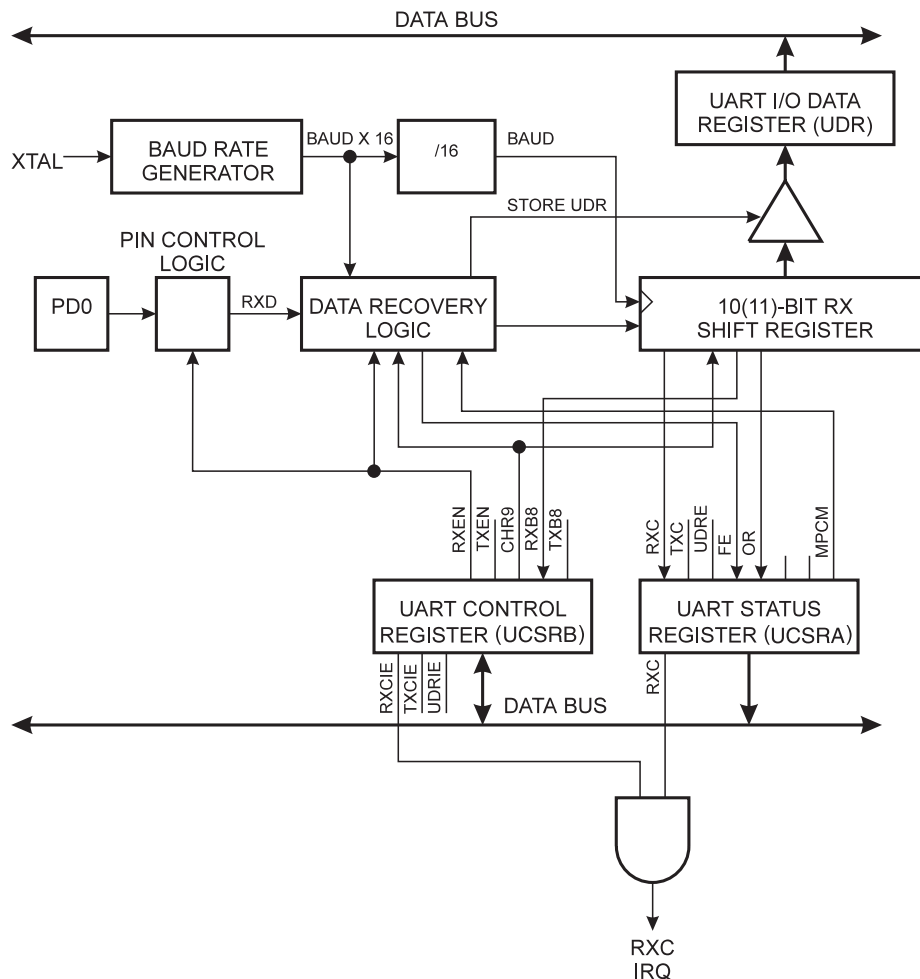 DATA BUS
UART I/O DATA
REGISTER (UDR)
XTAL
BAUD RATE
GENERATOR
BAUD X 16
/16
BAUD
STORE UDR
PIN CONTROL
LOGIC
PD0
RXD
DATA RECOVERY
LOGIC
10(11)-BIT RX
SHIFT REGISTER
RXEN
TXEN
CHR9
RXB8
TXB8
RXC
TXC
UDRE
FE
OR
MPCM
UART CONTROL
REGISTER (UCSRB)
UART STATUS
REGISTER (UCSRA)
RXCIE
TXCIE
UDRIE
RXC
DATA BUS
RXC
IRQ